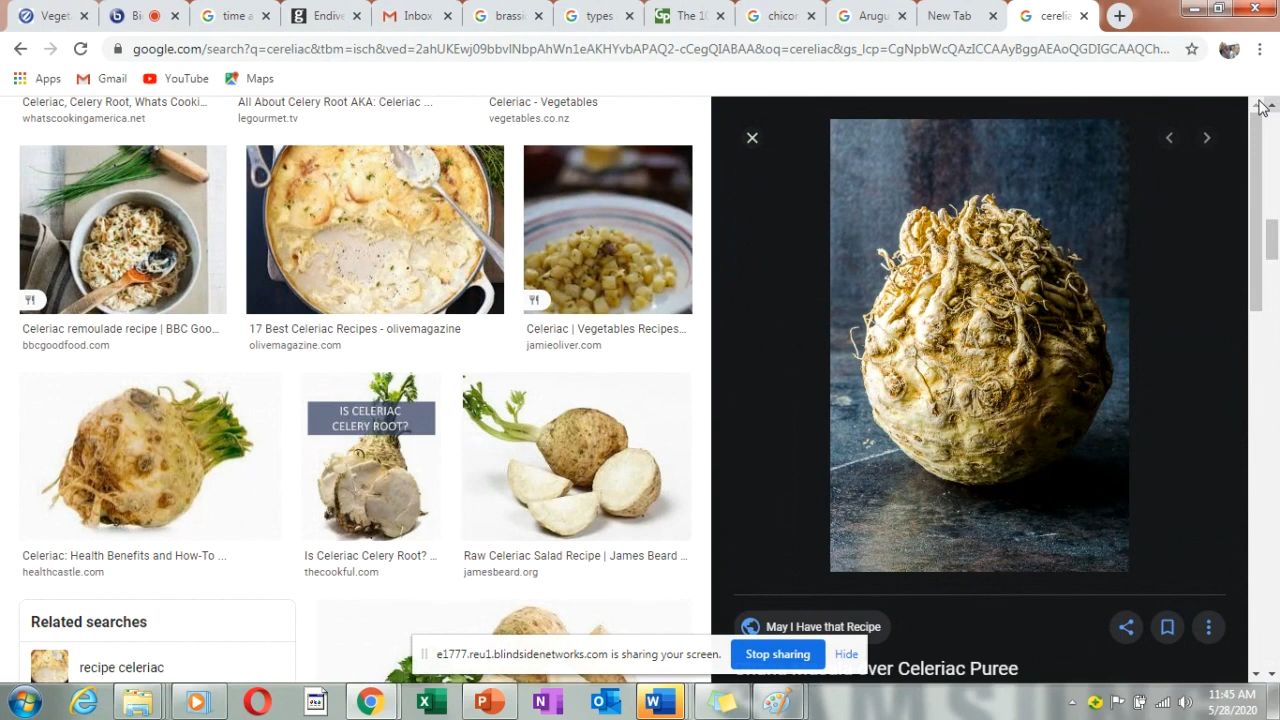 Veget
Bi
time a
Endive
Inbox
brassi
types
The 10
chicor
Arugu
New Tab
cerelia
google.com/search?q=cereliac&tbm=isch&ved=2ahUKEwj09bbvlNbpAhWn1eAKHYvbAPAQ2-cCegQIABAA&oq=cereliac&gs_lcp=CgNpbWcQAzICCAAyBggAEAoQGDIGCAAQCh...
Apps
Gmail
YouTube
Maps
Celeriac, Celery Root, Whats Cooki...
whatscookingamerica.net
All About Celery Root AKA: Celeriac ...
legourmet.tv
Celeriac - Vegetables
vegetables.co.nz
Celeriac remoulade recipe | BBC Goo...
bbcgoodfood.com
17 Best Celeriac Recipes - olivemagazine
olivemagazine.com
Celeriac | Vegetables Recipes...
jamieoliver.com
IS CELERIAC
CELERY ROOT?
Celeriac: Health Benefits and How-To ...
healthcastle.com
Is Celeriac Celery Root? ...
thecookful.com
Raw Celeriac Salad Recipe | James Beard ...
jamesbeard.org
Related searches
recipe celeriac
May I Have that Recipe
over Celeriac Puree
e1777.reu1.blindsidenetworks.com is sharing your screen.
Stop sharing
Hide
11:45 AM
5/28/2020